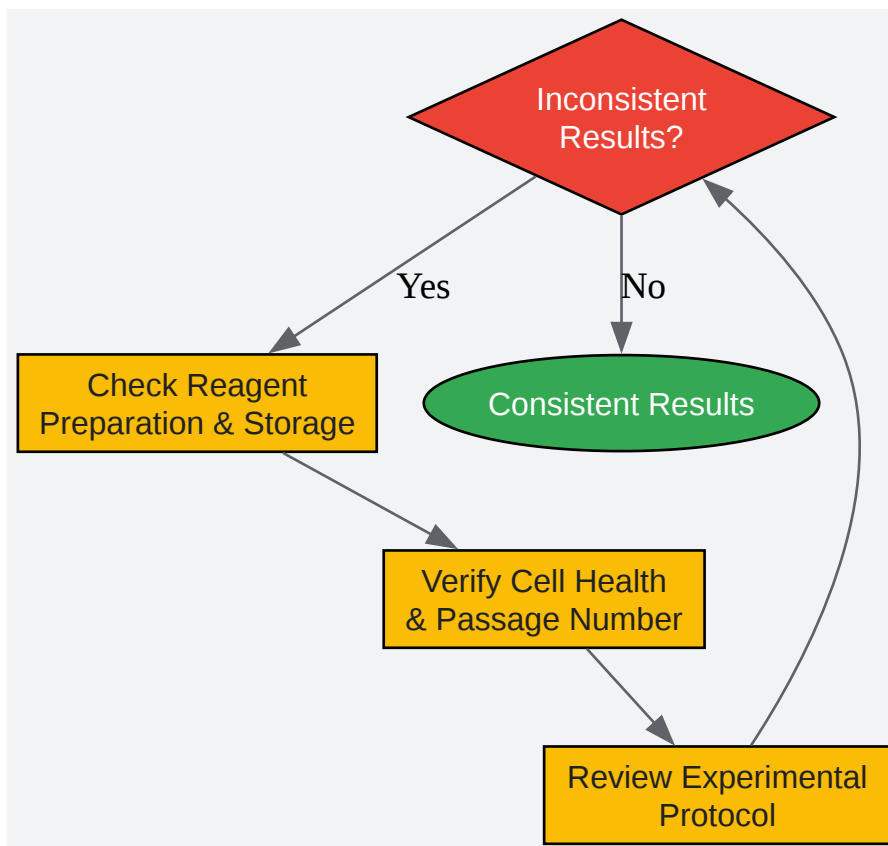 Inconsistent
Results?
Yes
No
Check Reagent
Preparation & Storage
Consistent Results
Verify Cell Health
& Passage Number
Review Experimental
Protocol